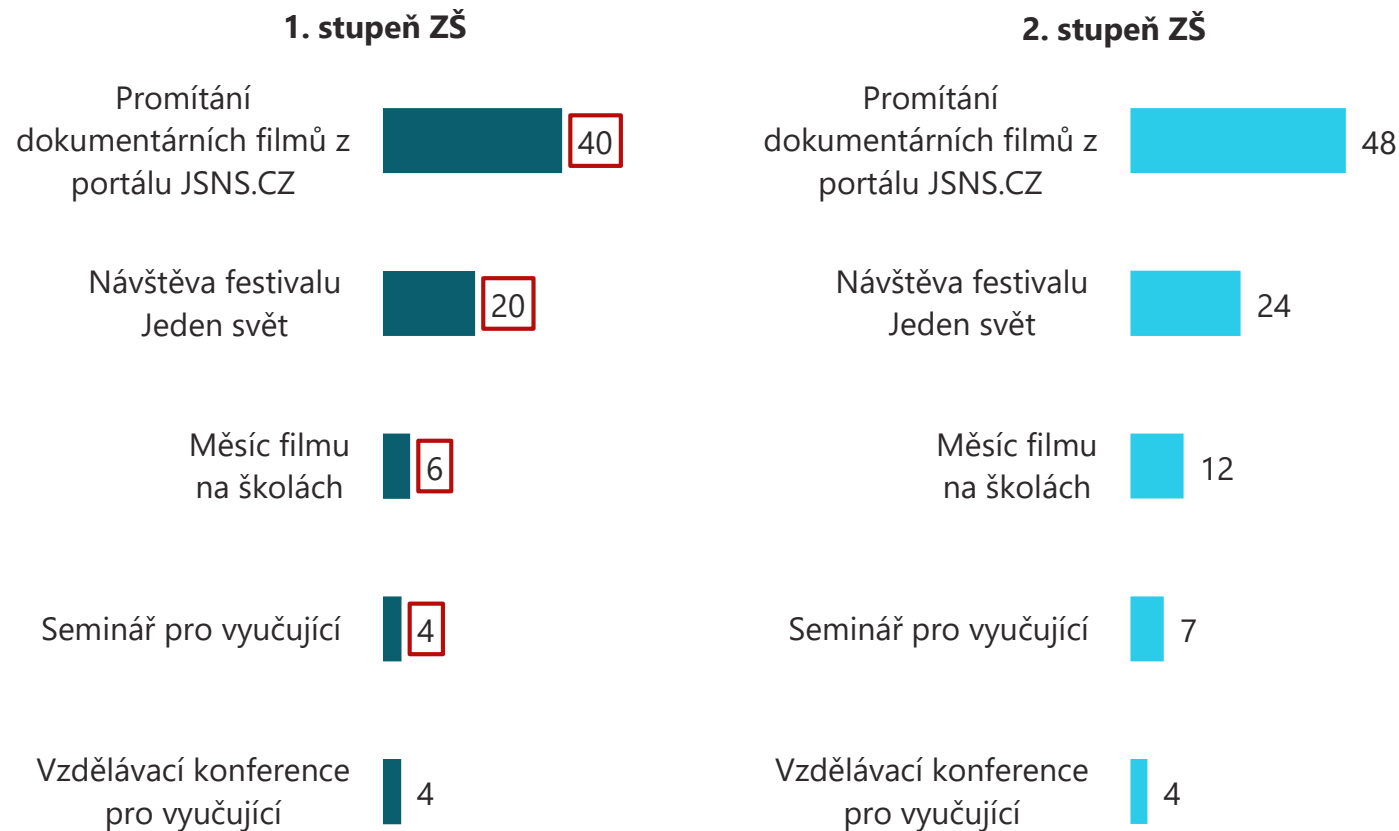 1. stupeň ZŠ
Promítání
dokumentárních filmů z
portálu JSNS.CZ
40
Návštěva festivalu
Jeden svět
20
Měsíc filmu
na školách
6
Seminář pro vyučující
4
Vzdělávací konference
pro vyučující
4
2. stupeň ZŠ
Promítání
dokumentárních filmů z
portálu JSNS.CZ
48
Návštěva festivalu
Jeden svět
24
Měsíc filmu
na školách
12
Seminář pro vyučující
7
Vzdělávací konference
pro vyučující
4